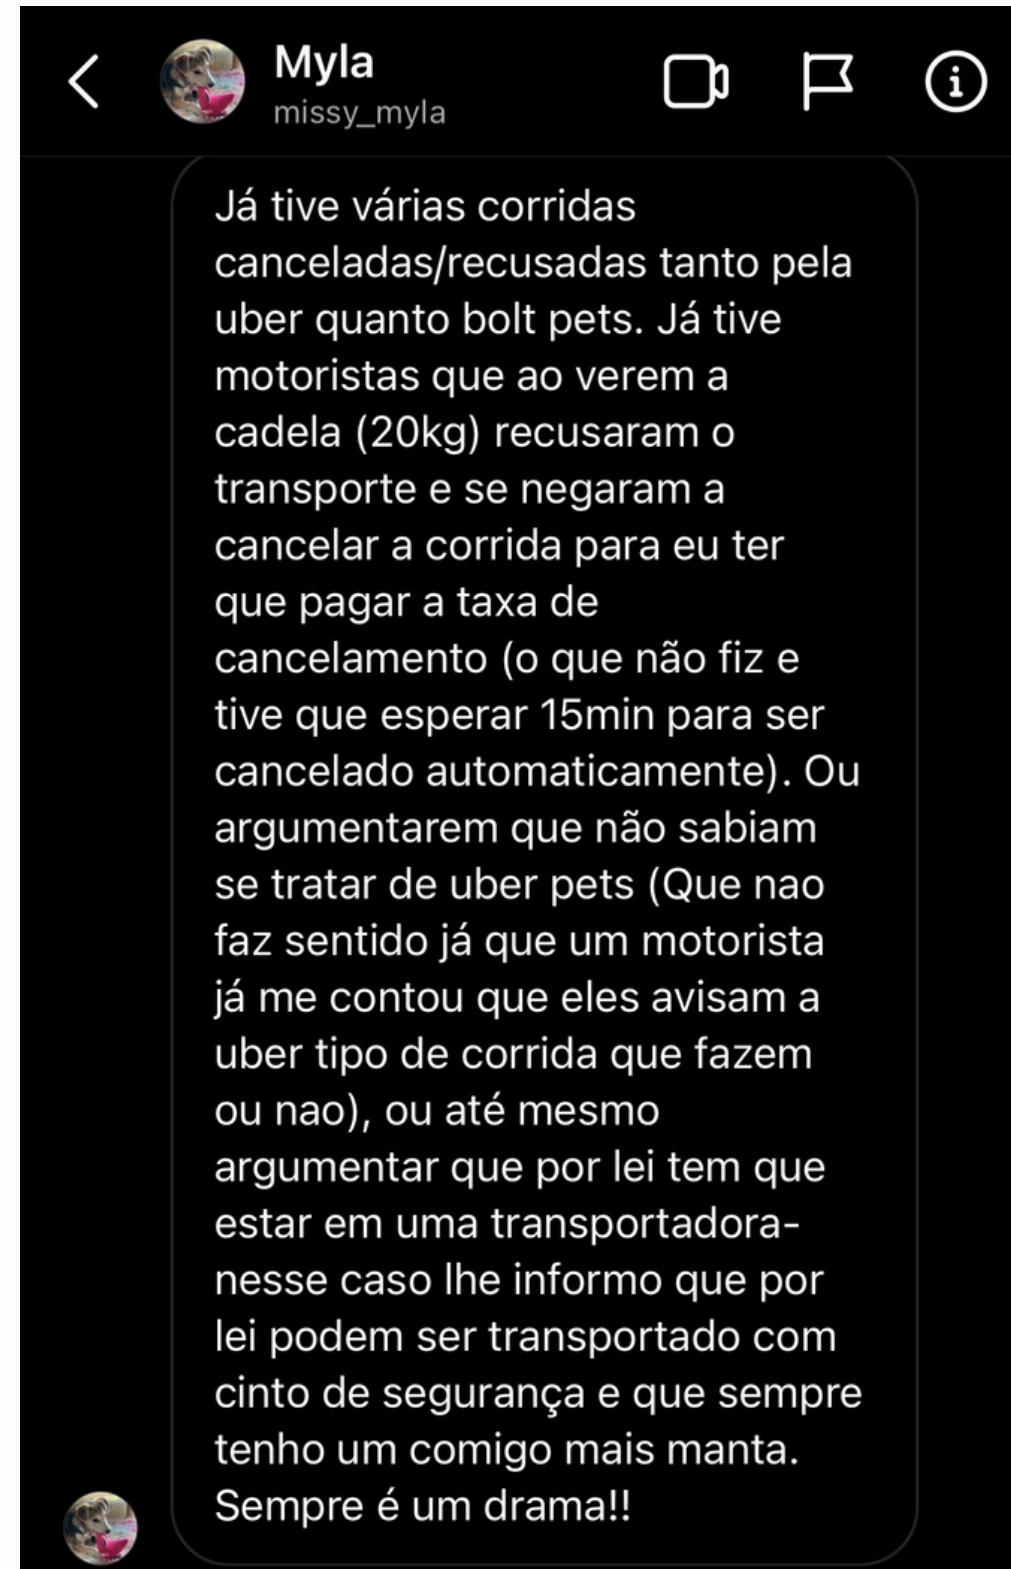 Myla
missy_myla
Já tive várias corridas
canceladas/recusadas tanto pela
uber quanto bolt pets. Já tive
motoristas que ao verem a
cadela (20kg) recusaram o
transporte e se negaram a
cancelar a corrida para eu ter
que pagar a taxa de
cancelamento (o que não fiz e
tive que esperar 15min para ser
cancelado automaticamente). Ou
argumentarem que não sabiam
se tratar de uber pets (Que nao
faz sentido já que um motorista
já me contou que eles avisam a
uber tipo de corrida que fazem
ou nao), ou até mesmo
argumentar que por lei tem que
estar em uma transportadora-
nesse caso lhe informo que por
lei podem ser transportado com
cinto de segurança e que sempre
tenho um comigo mais manta.
Sempre é um drama!!